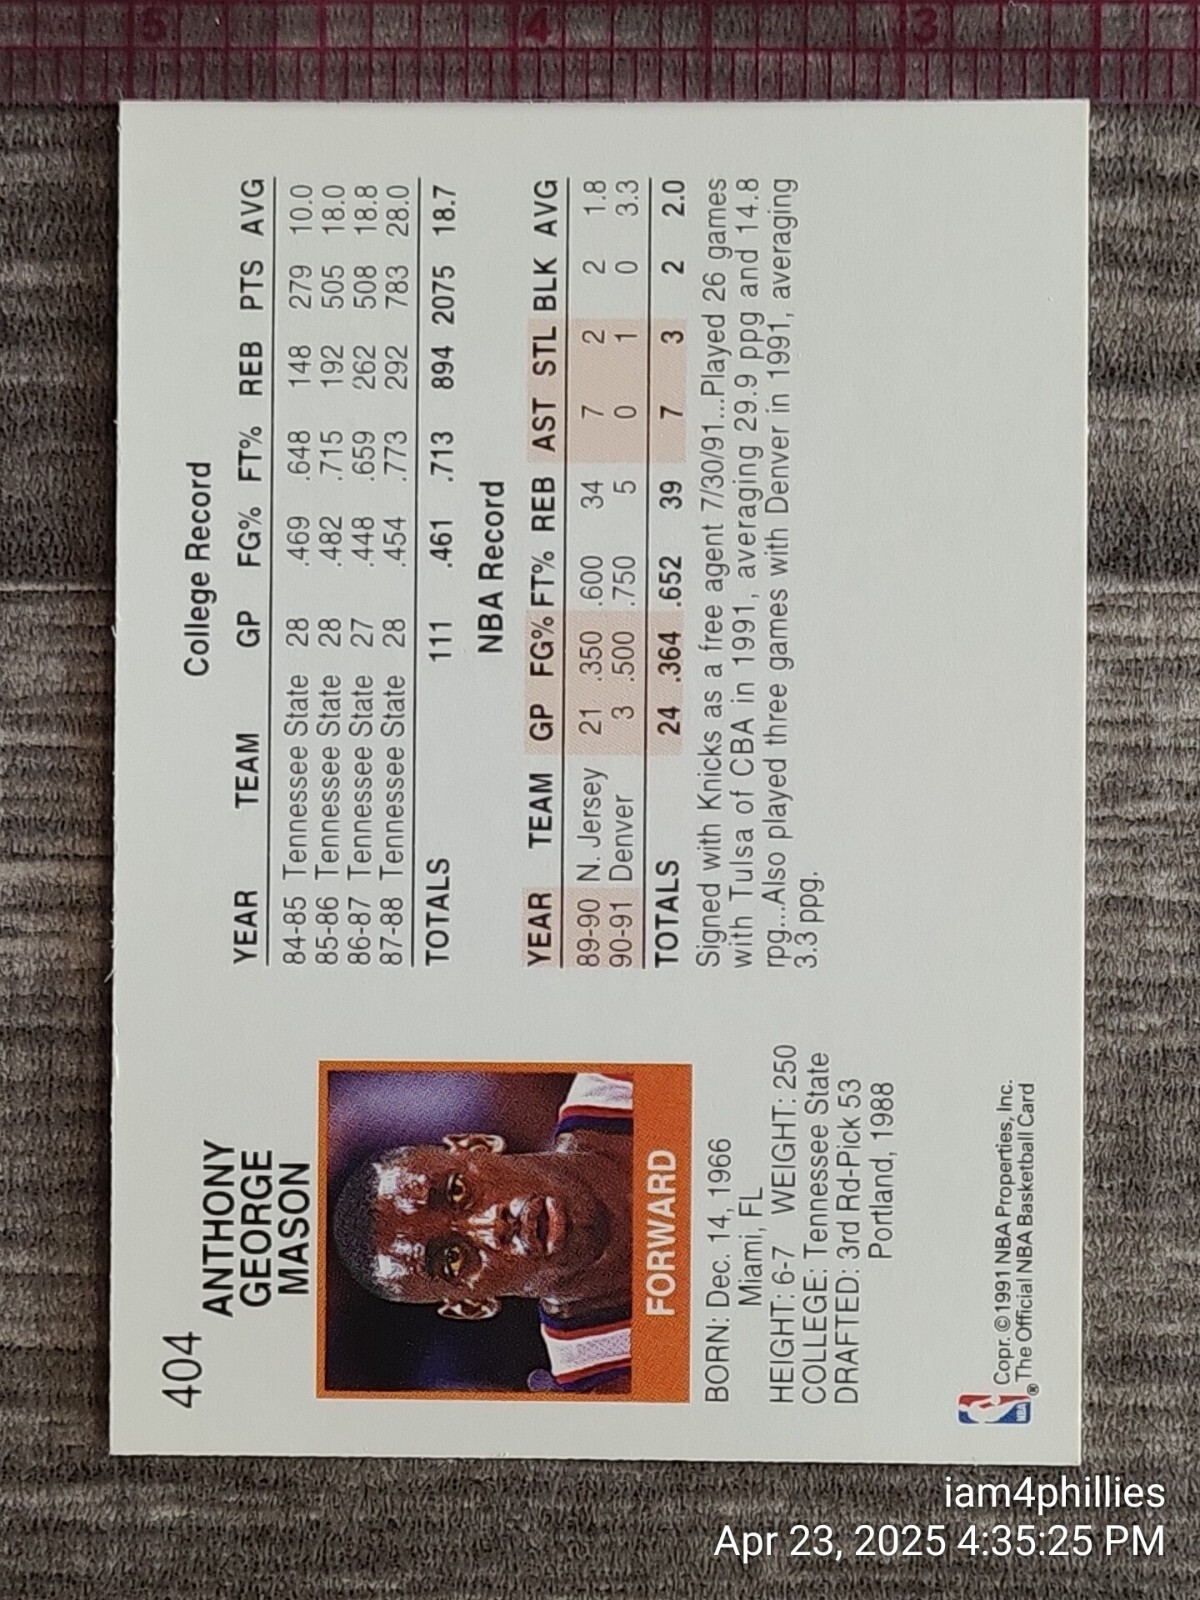 5 4 3
404
ANTHONY
GEORGE
MASON
FORWARD
BORN: Dec. 14, 1966
Miami, FL
HEIGHT: 6-7 WEIGHT: 250
COLLEGE: Tennessee State
DRAFTED: 3rd Rd-Pick 53
Portland, 1988
NBA
®
Copr. © 1991 NBA Properties, Inc.
The Official NBA Basketball Card
College Record
YEAR TEAM GP FG% FT% REB PTS AVG
84-85 Tennessee State 28 .469 .648 148 279 10.0
85-86 Tennessee State 28 .482 .715 192 505 18.0
86-87 Tennessee State 27 .448 .659 262 508 18.8
87-88 Tennessee State 28 .454 .773 292 783 28.0
TOTALS 111 .461 .713 894 2075 18.7
NBA Record
YEAR TEAM GP FG% FT% REB AST STL BLK AVG
89-90 N. Jersey 21 .350 .600 34 7 2 2 1.8
90-91 Denver 3 .500 .750 5 0 1 0 3.3
TOTALS 24 .364 .652 39 7 3 2 2.0
Signed with Knicks as a free agent 7/30/91...Played 26 games
with Tulsa of CBA in 1991, averaging 29.9 ppg and 14.8
rpg...Also played three games with Denver in 1991, averaging
3.3 ppg.
iam4phillies
Apr 23, 2025 4:35:25 PM